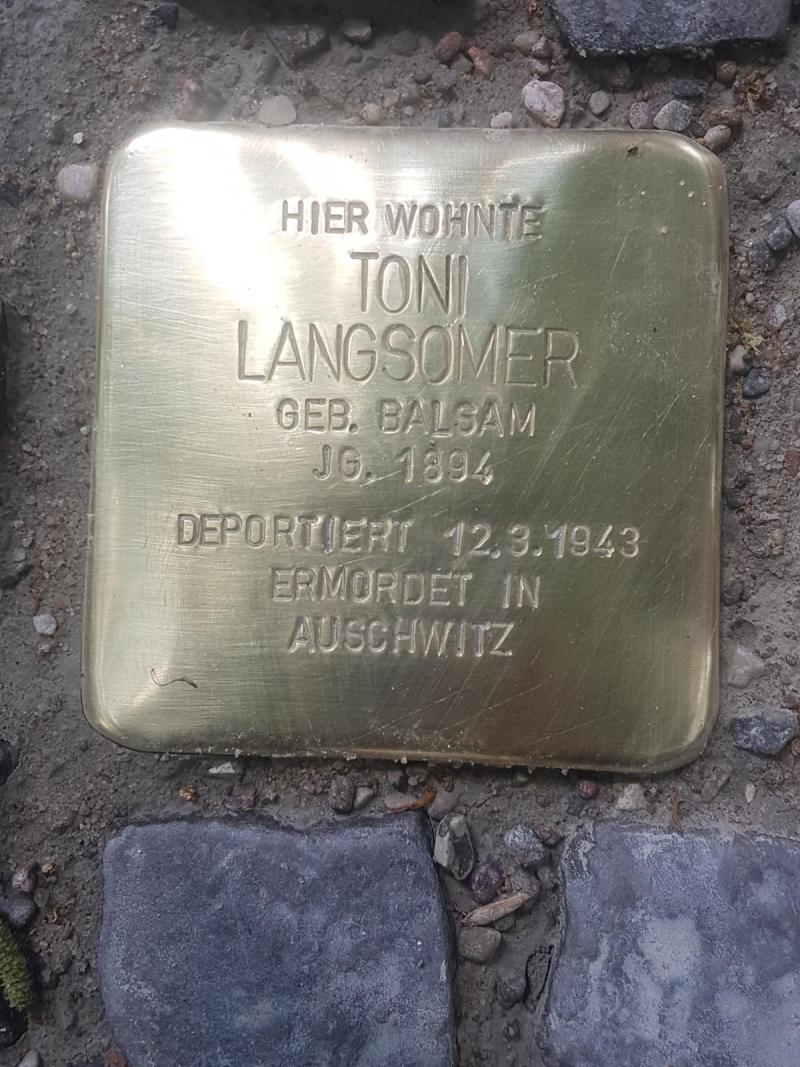 HIER WOHNTE
TONI
LANGSOMER
GEB. BALSAM
JG. 1894
DEPORTIERT 12.3.1943
ERMORDET IN
AUSCHWITZ